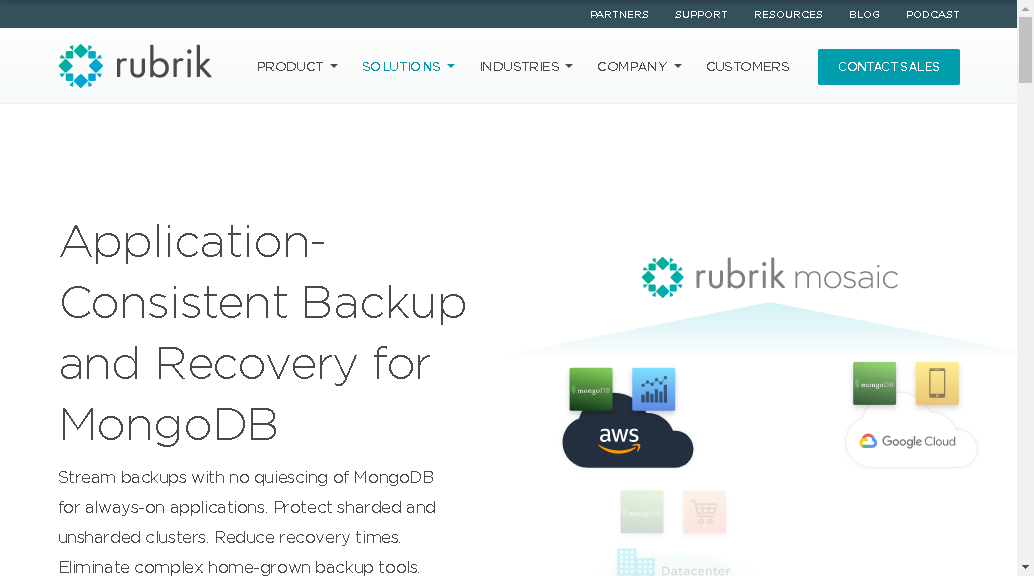 PARTNERS SUPPORT RESOURCES BLOG PODCAST
rubrik PRODUCT SOLUTIONS INDUSTRIES COMPANY CUSTOMERS CONTACT SALES
Application-
Consistent Backup
and Recovery for
MongoDB
Stream backups with no quiescing of MongoDB
for always-on applications. Protect sharded and
unsharded clusters. Reduce recovery times.
Eliminate complex home-grown backup tools.
rubrik mosaic
mongoDB
aws
mongoDB
Google Cloud
mongoDB
Datacenter